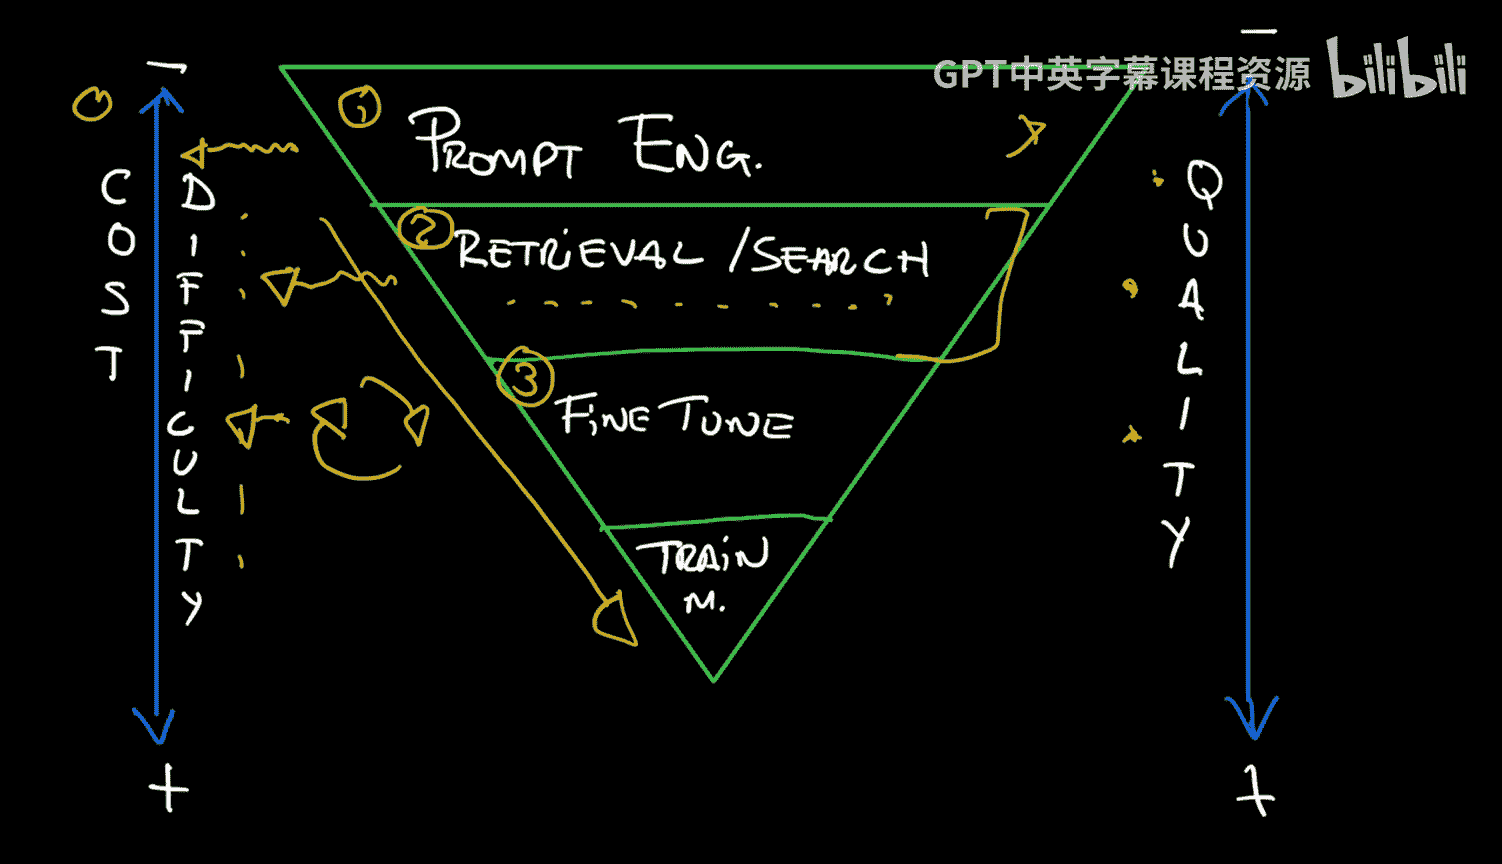 GPT中英字幕课程资源 bilibili
−
−
COST
DIFFICULTY
QUALITY
① PROMPT ENG.
② RETRIEVAL / SEARCH
③ FINE TUNE
TRAIN
M.
+
+